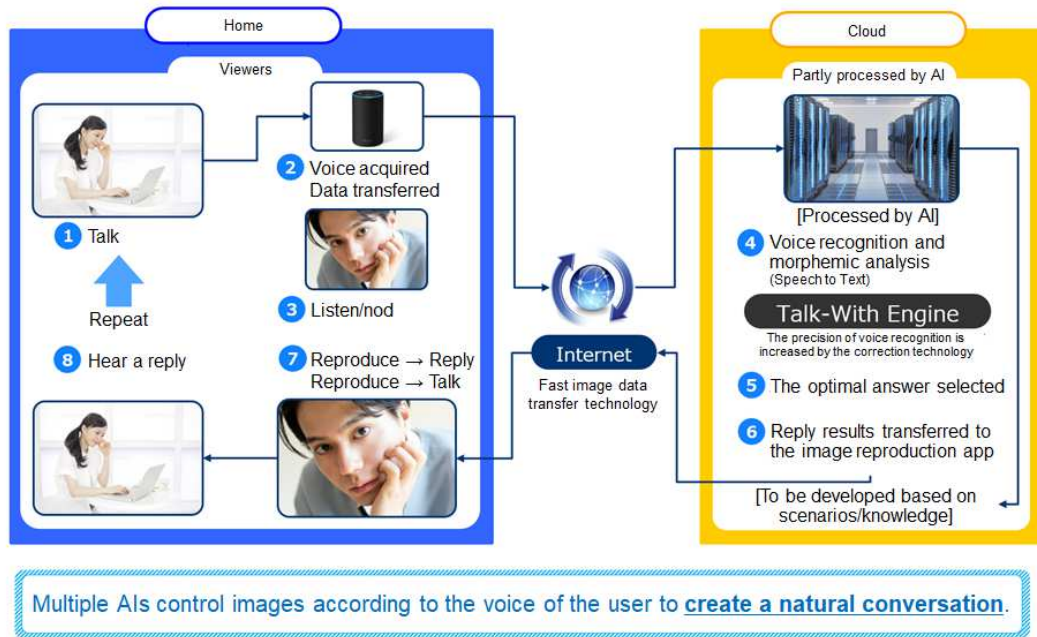 Home
Viewers
1 Talk
Repeat
8 Hear a reply
2 Voice acquired
Data transferred
3 Listen/nod
7 Reproduce → Reply
Reproduce → Talk
Internet
Fast image data
transfer technology
Cloud
Partly processed by AI
[Processed by AI]
4 Voice recognition and
morphemic analysis
(Speech to Text)
Talk-With Engine
The precision of voice recognition is
increased by the correction technology
5 The optimal answer selected
6 Reply results transferred to
the image reproduction app
[To be developed based on
scenarios/knowledge]
Multiple AIs control images according to the voice of the user to create a natural conversation.